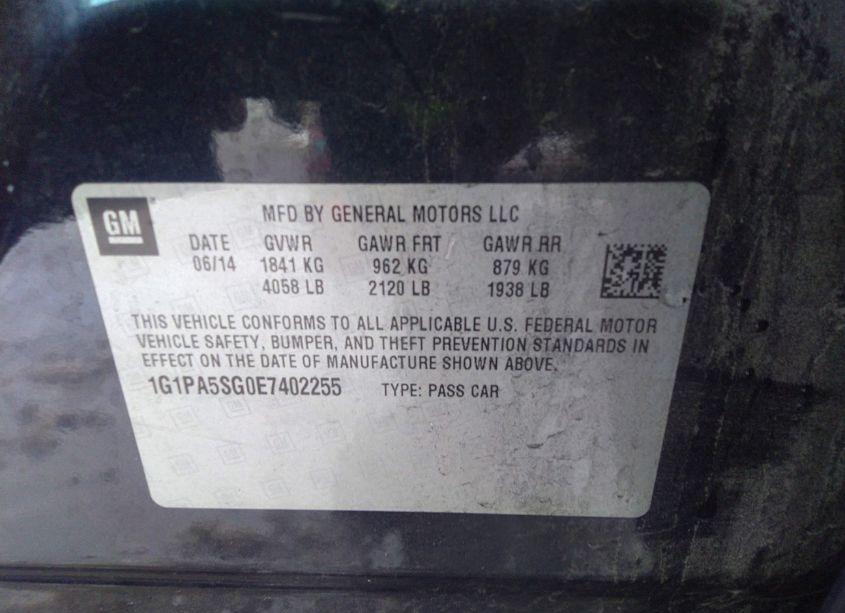 GM
MFD BY GENERAL MOTORS LLC
DATE GVWR GAWR FRT GAWR RR
06/14 1841 KG 962 KG 879 KG
4058 LB 2120 LB 1938 LB
THIS VEHICLE CONFORMS TO ALL APPLICABLE U.S. FEDERAL MOTOR
VEHICLE SAFETY, BUMPER, AND THEFT PREVENTION STANDARDS IN
EFFECT ON THE DATE OF MANUFACTURE SHOWN ABOVE.
1G1PA5SG0E7402255 TYPE: PASS CAR